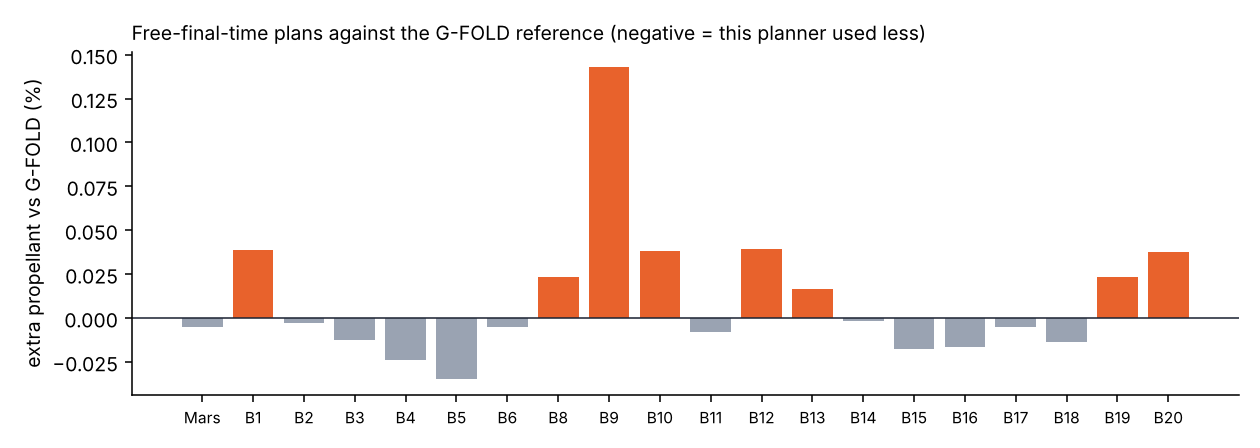 Free-final-time plans against the G-FOLD reference (negative = this planner used less)
extra propellant vs G-FOLD (%)
0.150
0.125
0.100
0.075
0.050
0.025
0.000
−0.025
Mars B1 B2 B3 B4 B5 B6 B8 B9 B10 B11 B12 B13 B14 B15 B16 B17 B18 B19 B20